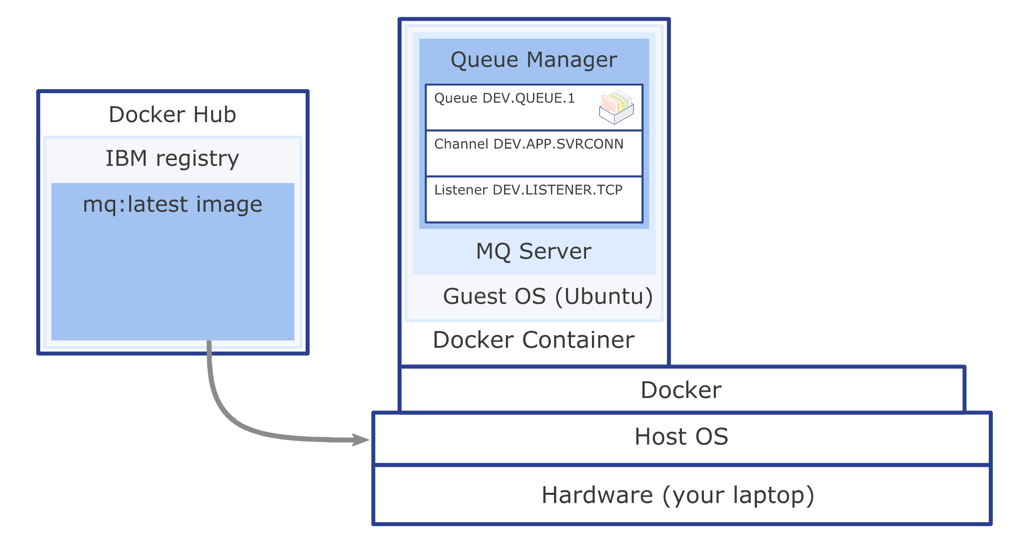 Docker Hub
IBM registry
mq:latest image
Queue Manager
Queue DEV.QUEUE.1
Channel DEV.APP.SVRCONN
Listener DEV.LISTENER.TCP
MQ Server
Guest OS (Ubuntu)
Docker Container
Docker
Host OS
Hardware (your laptop)